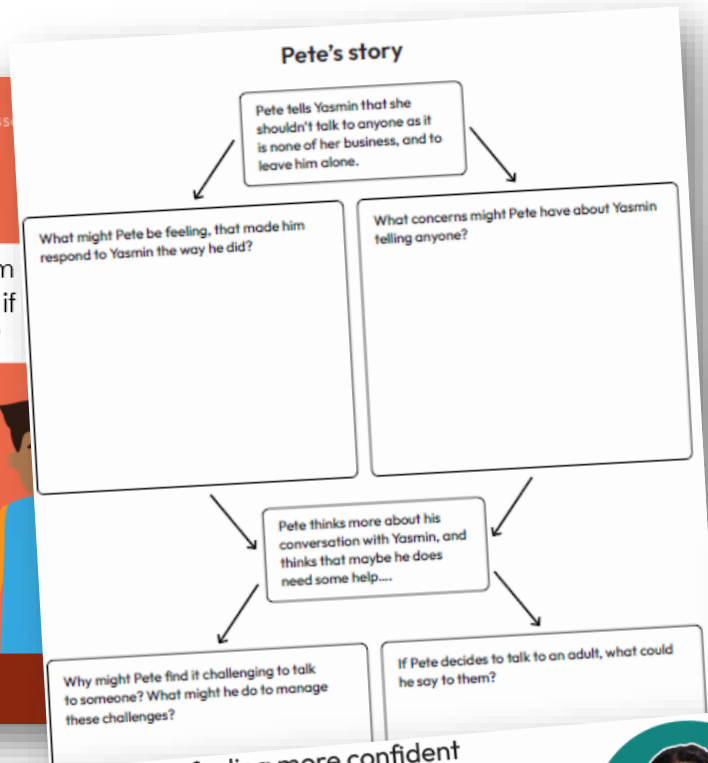 Pete's story
Pete tells Yasmin that she
shouldn't talk to anyone as it
is none of her business, and to
leave him alone.
What might Pete be feeling, that made him
respond to Yasmin the way he did?
What concerns might Pete have about Yasmin
telling anyone?
if
Pete thinks more about his
conversation with Yasmin, and
thinks that maybe he does
need some help....
Why might Pete find it challenging to talk
to someone? What might he do to manage
these challenges?
If Pete decides to talk to an adult, what could
he say to them?
more confident